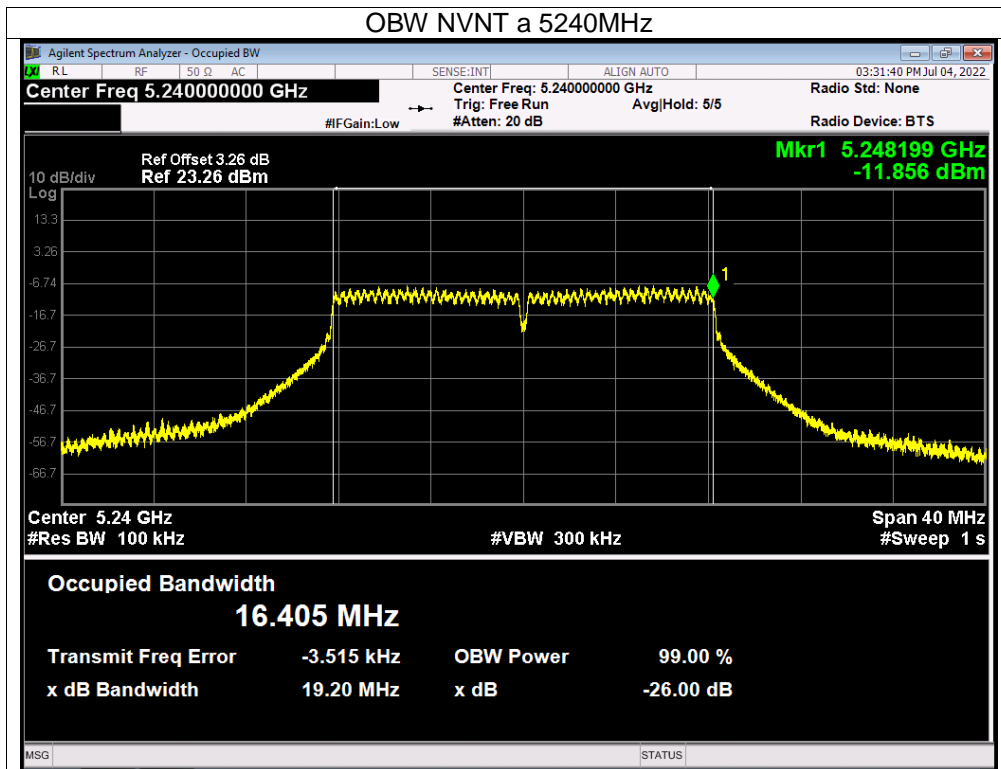 OBW NVNT a 5240MHz
Agilent Spectrum Analyzer - Occupied BW
LXI RL RF 50 Ω AC SENSE:INT ALIGN AUTO 03:31:40 PM Jul 04, 2022
Center Freq 5.240000000 GHz Center Freq: 5.240000000 GHz Radio Std: None
Trig: Free Run Avg|Hold: 5/5
#IFGain:Low #Atten: 20 dB Radio Device: BTS
Mkr1 5.248199 GHz
-11.856 dBm
Ref Offset 3.26 dB
10 dB/div Ref 23.26 dBm
Log
13.3
3.26
-6.74
-16.7
-26.7
-36.7
-46.7
-56.7
-66.7
1
Center 5.24 GHz Span 40 MHz
#Res BW 100 kHz #VBW 300 kHz #Sweep 1 s
Occupied Bandwidth
16.405 MHz
Transmit Freq Error -3.515 kHz OBW Power 99.00 %
x dB Bandwidth 19.20 MHz x dB -26.00 dB
MSG STATUS